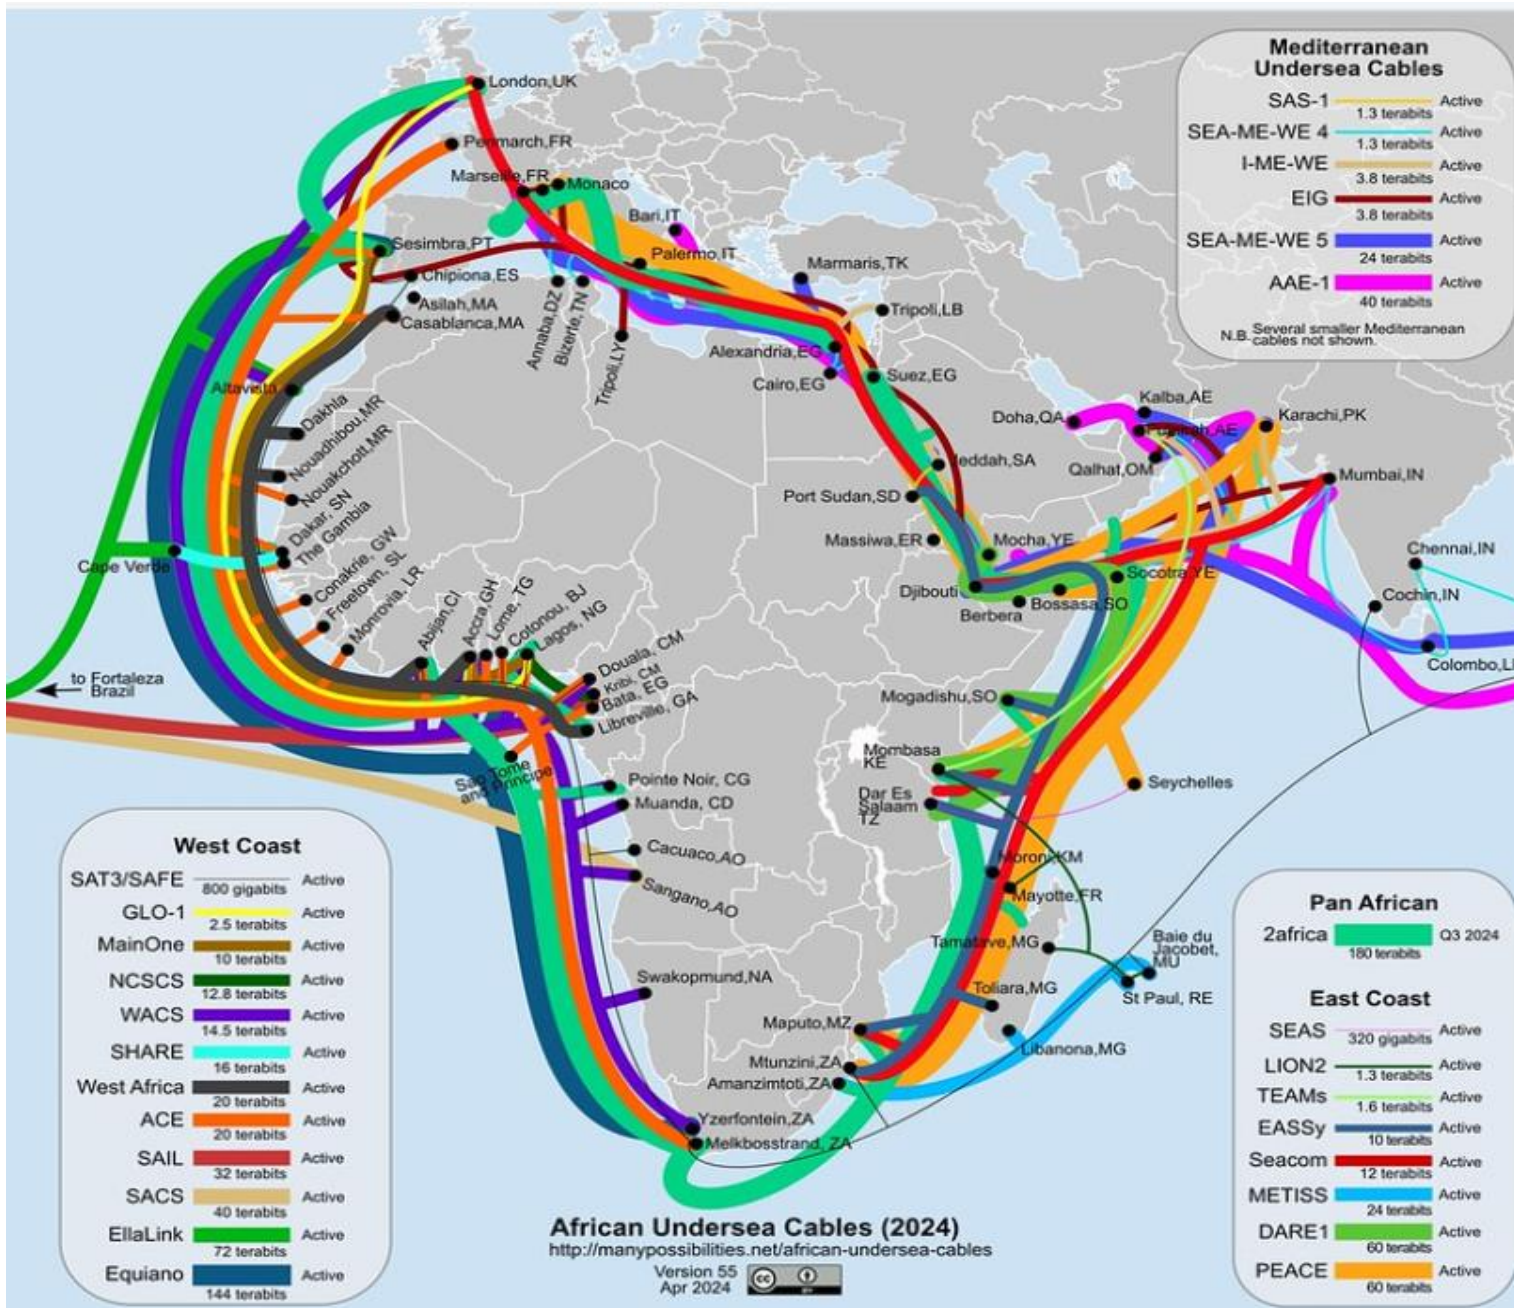 Mediterranean
Undersea Cables
SAS-1 Active
1.3 terabits
SEA-ME-WE 4 Active
1.3 terabits
I-ME-WE Active
3.8 terabits
EIG Active
3.8 terabits
SEA-ME-WE 5 Active
24 terabits
AAE-1 Active
40 terabits
N.B. Several smaller Mediterranean
cables not shown.
London,UK
Penmarch,FR
Marseille,FR
Monaco
Bari,IT
Sesimbra,PT
Palermo,IT
Marmaris,TK
Chipiona,ES
Asilah,MA
Casablanca,MA
Annaba,DZ
Bizerte,TN
Tripoli,LY
Tripoli,LB
Alexandria,EG
Cairo,EG
Suez,EG
Altavista
Dakhla
Nouadhibou,MR
Nouakchott,MR
Dakar, SN
The Gambia
Conakrie, GW
Freetown, SL
Monrovia, LR
Cape Verde
Doha,QA
Kalba,AE
Fujairah,AE
Karachi,PK
Qalhat,OM
Jeddah,SA
Mumbai,IN
Port Sudan,SD
Massiwa,ER
Mocha,YE
Chennai,IN
Djibouti
Berbera
Bossasa,SO
Socotra,YE
Cochin,IN
Colombo,L
Abijan,CI
Accra,GH
Lome, TG
Cotonou, BJ
Lagos, NG
Douala, CM
Kribi, CM
Bata, EG
Libreville, GA
to Fortaleza
Brazil
Sao Tome
and Principe
Mogadishu,SO
Mombasa
KE
Dar Es
Salaam
TZ
Seychelles
Pointe Noir, CG
Muanda, CD
Cacuaco,AO
Sangano,AO
Moroni,KM
Mayotte,FR
Tamatave,MG
Baie du
Jacobet,
MU
St Paul, RE
Swakopmund,NA
Toliara,MG
Maputo,MZ
Libanona,MG
Mtunzini,ZA
Amanzimtoti,ZA
Yzerfontein,ZA
Melkbosstrand, ZA
West Coast
SAT3/SAFE Active
800 gigabits
GLO-1 Active
2.5 terabits
MainOne Active
10 terabits
NCSCS Active
12.8 terabits
WACS Active
14.5 terabits
SHARE Active
16 terabits
West Africa Active
20 terabits
ACE Active
20 terabits
SAIL Active
32 terabits
SACS Active
40 terabits
EllaLink Active
72 terabits
Equiano Active
144 terabits
Pan African
2africa Q3 2024
180 terabits
East Coast
SEAS Active
320 gigabits
LION2 Active
1.3 terabits
TEAMs Active
1.6 terabits
EASSy Active
10 terabits
Seacom Active
12 terabits
METISS Active
24 terabits
DARE1 Active
60 terabits
PEACE Active
60 terabits
African Undersea Cables (2024)
http://manypossibilities.net/african-undersea-cables
Version 55
Apr 2024
cc